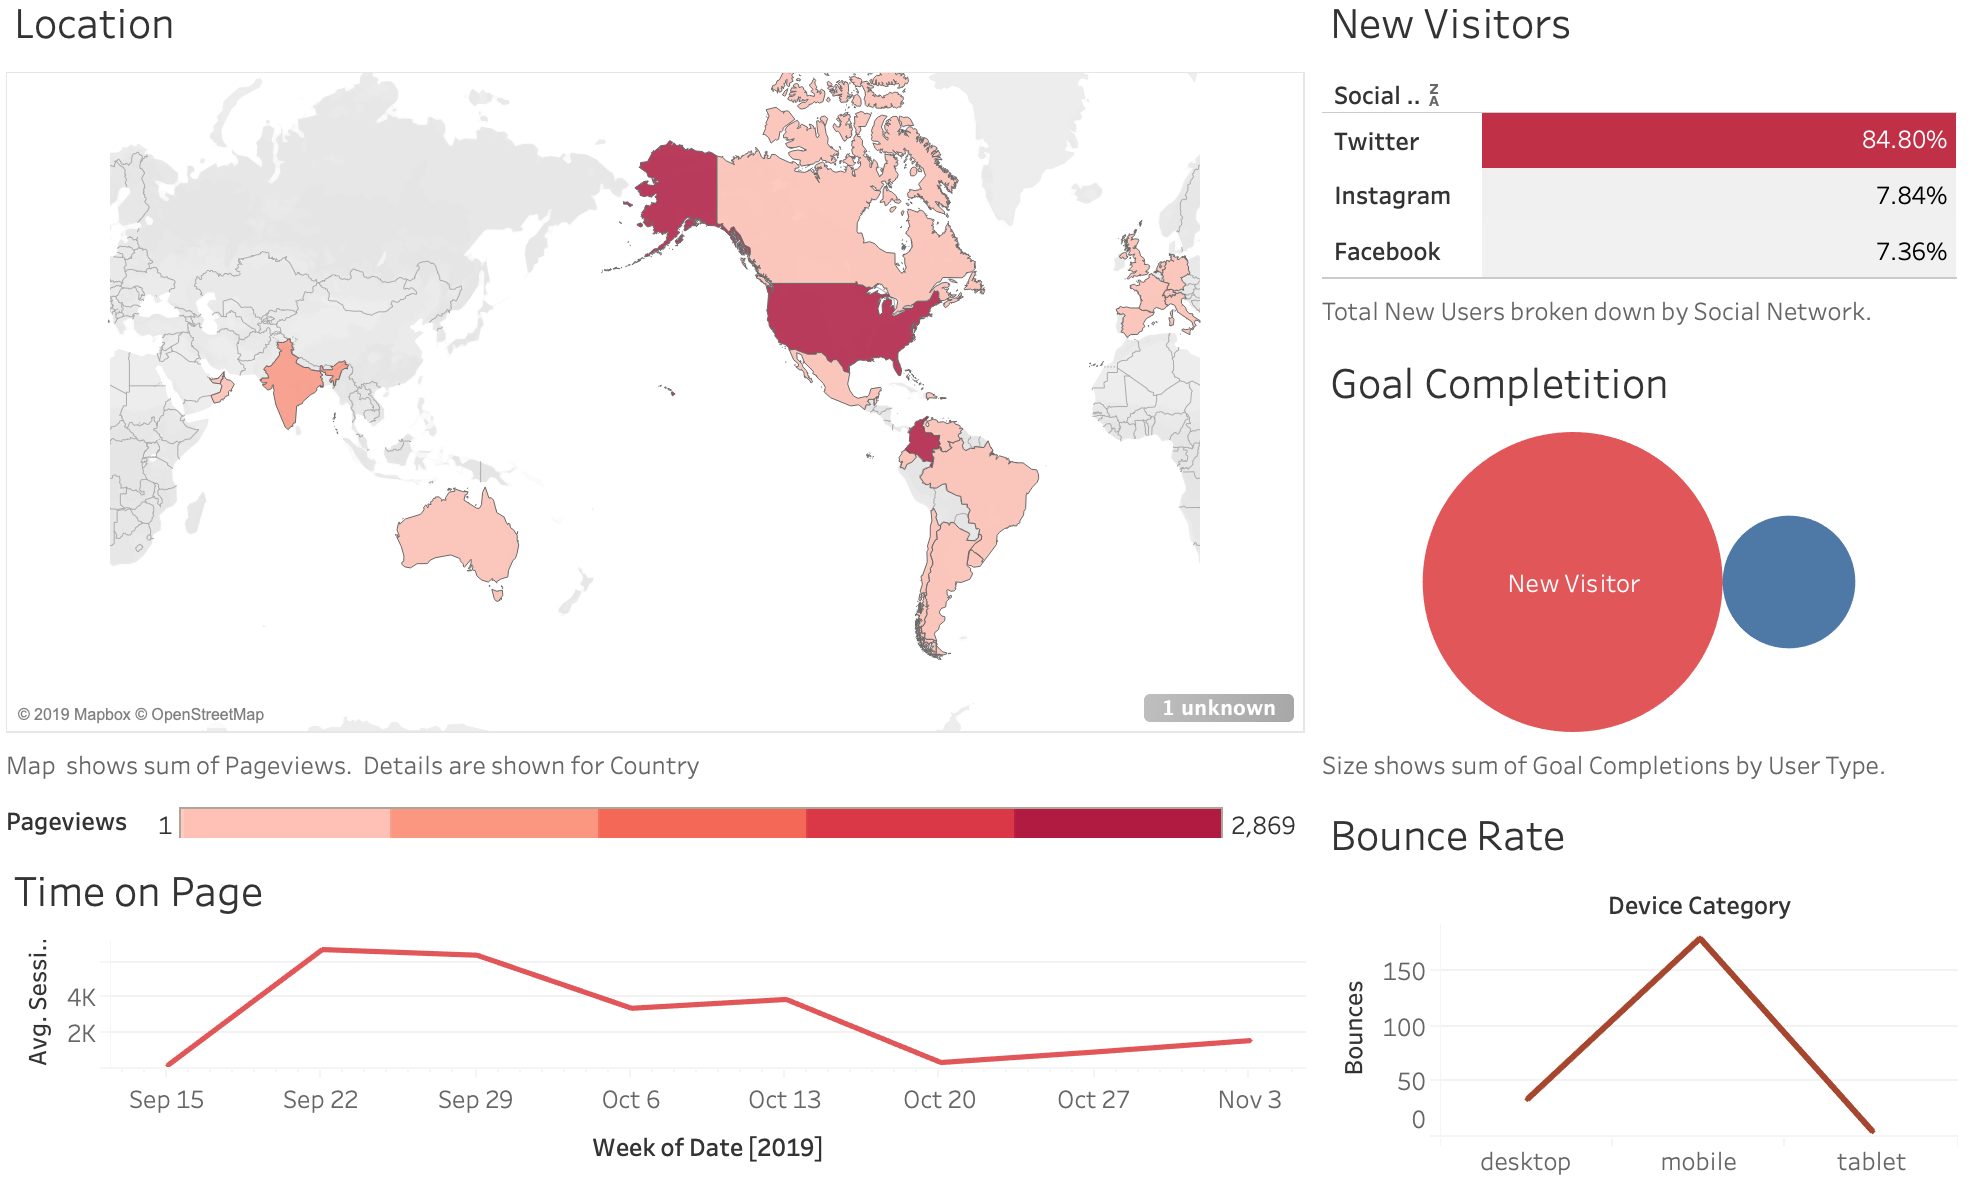 Location
© 2019 Mapbox © OpenStreetMap
1 unknown
Map  shows sum of Pageviews.  Details are shown for Country
Pageviews
1
2,869
Time on Page
Avg. Sessi..
4K
2K
Sep 15
Sep 22
Sep 29
Oct 6
Oct 13
Oct 20
Oct 27
Nov 3
Week of Date [2019]
New Visitors
Social .. Z A
Twitter 84.80%
Instagram 7.84%
Facebook 7.36%
Total New Users broken down by Social Network.
Goal Completition
New Visitor
Size shows sum of Goal Completions by User Type.
Bounce Rate
Device Category
Bounces
150
100
50
0
desktop
mobile
tablet